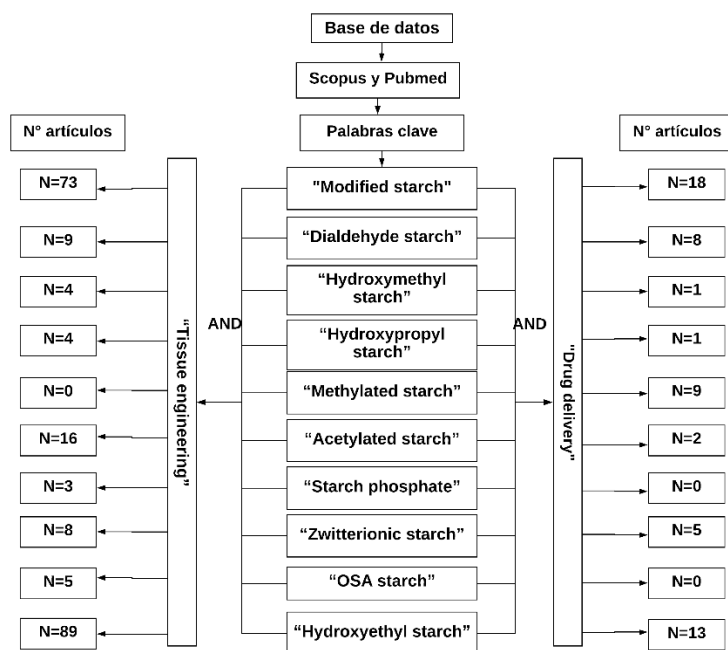 Base de datos
Scopus y Pubmed
Palabras clave
N° artículos
N° artículos
N=73
"Modified starch"
N=18
N=9
“Dialdehyde starch”
N=8
N=4
“Hydroxymethyl
starch”
N=1
AND
AND
N=4
“Hydroxypropyl
starch”
N=1
“Tissue engineering”
"Drug delivery"
N=0
“Methylated starch”
N=9
N=16
“Acetylated starch”
N=2
N=3
“Starch phosphate”
N=0
N=8
“Zwitterionic starch”
N=5
N=5
“OSA starch”
N=0
N=89
“Hydroxyethyl starch”
N=13